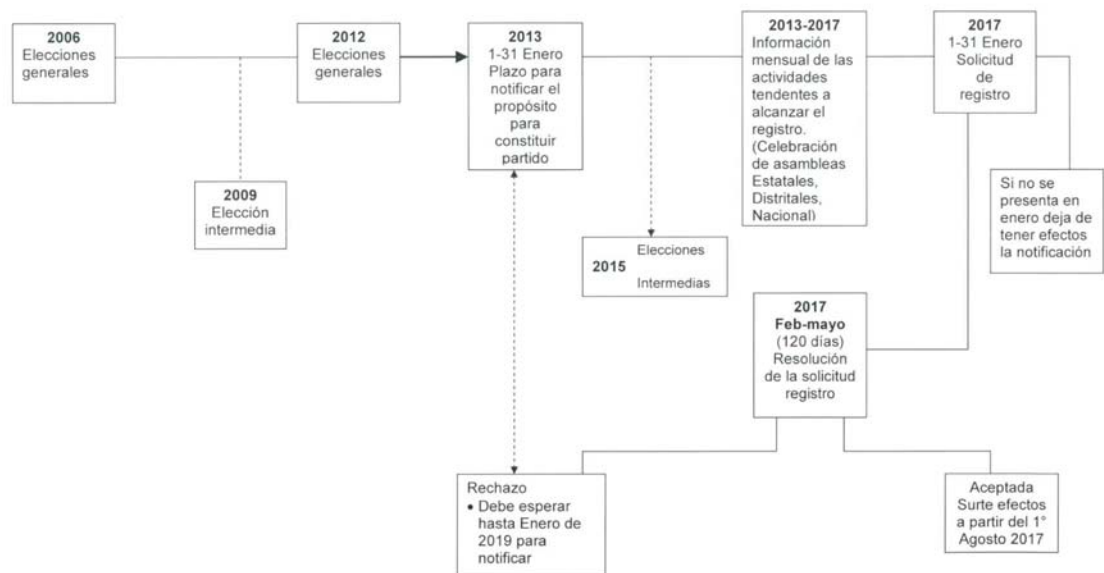 2006
Elecciones
generales
2012
Elecciones
generales
2013
1-31 Enero
Plazo para
notificar el
propósito
para
constituir
partido
2013-2017
Información
mensual de las
actividades
tendentes a
alcanzar el
registro.
(Celebración
de asambleas
Estatales,
Distritales,
Nacional)
2017
1-31 Enero
Solicitud
de
registro
2009
Elección
intermedia
Elecciones
2015
Intermedias
Si no se
presenta en
enero deja de
tener efectos
la notificación
2017
Feb-mayo
(120 días)
Resolución
de la solicitud
registro
Rechazo
• Debe esperar
hasta Enero de
2019 para
notificar
Aceptada
Surte efectos
a partir del 1°
Agosto 2017